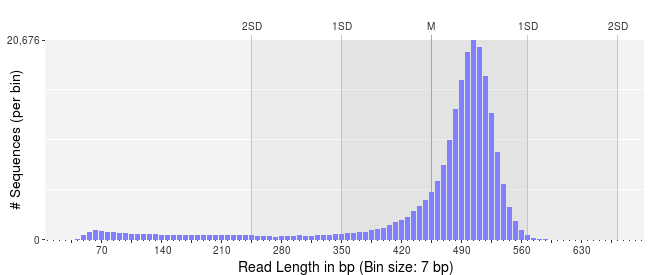 2SD 1SD M 1SD 2SD
20,676
# Sequences (per bin)
0
70 140 210 280 350 420 490 560 630
Read Length in bp (Bin size: 7 bp)